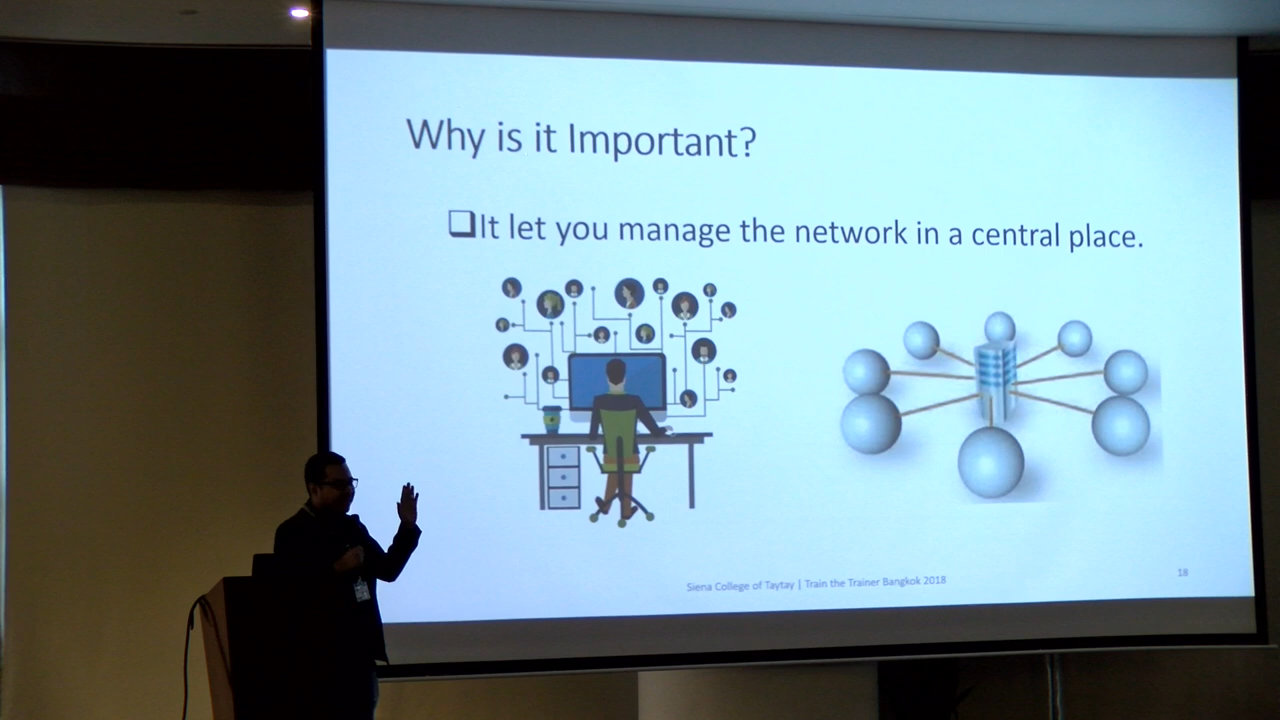 Why is it Important?
❑It let you manage the network in a central place.
Siena College of Taytay | Train the Trainer Bangkok 2018
18